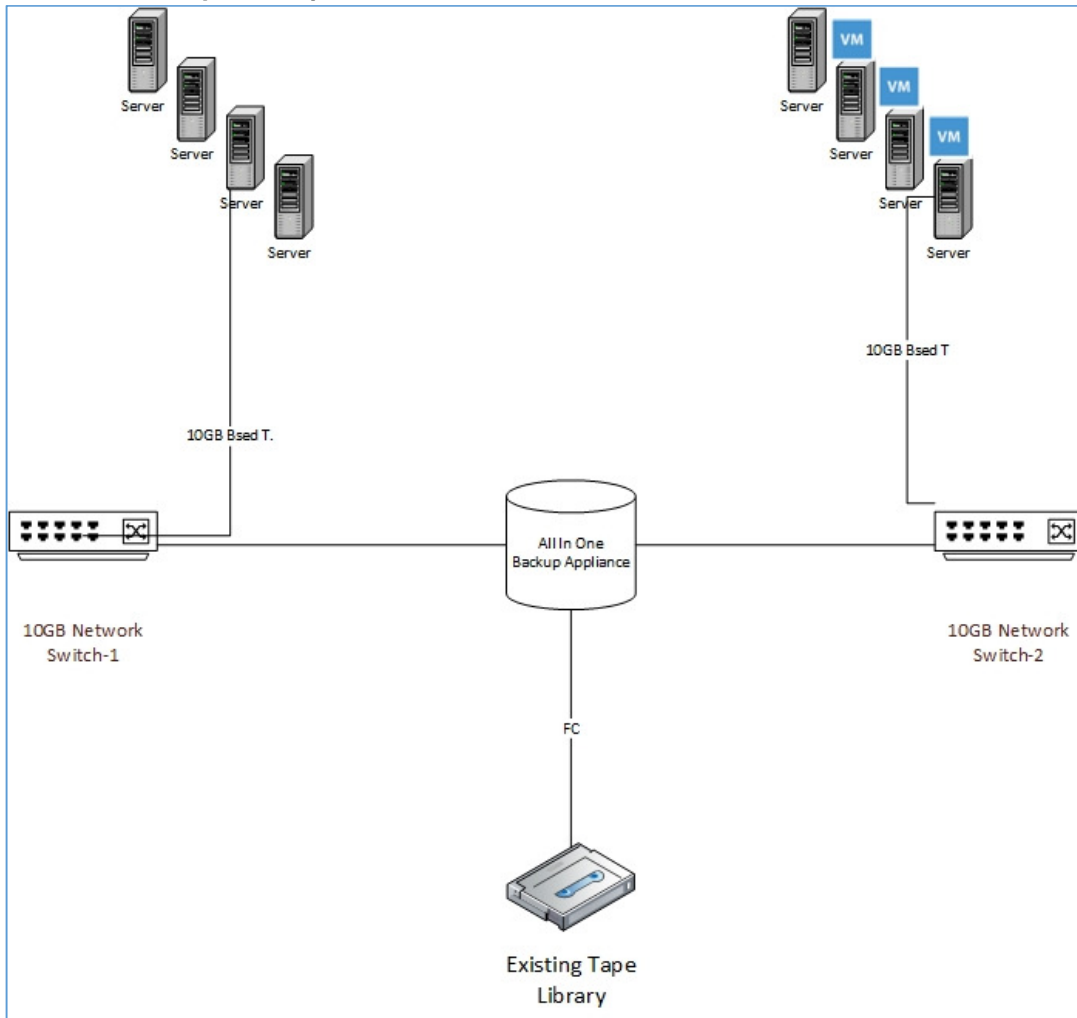 VM
Server
Server
VM
Server
Server
VM
Server
Server
Server
Server
10GB Bsed T
10GB Bsed T.
All In One
Backup Appliance
10GB Network
Switch-1
10GB Network
Switch-2
FC
Existing Tape
Library